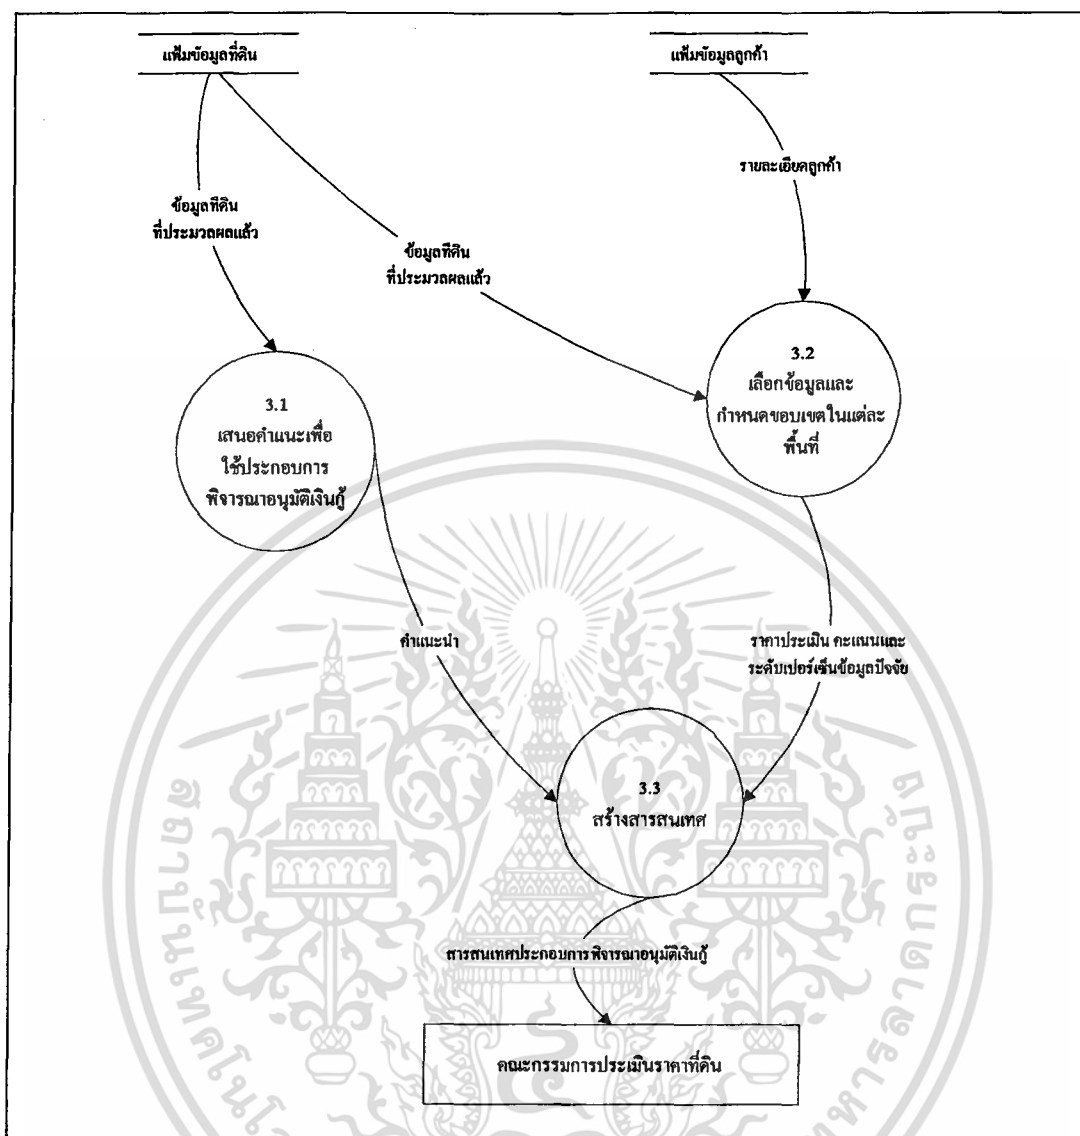 แฟ้มข้อมูลที่ดิน
แฟ้มข้อมูลลูกค้า
รายละเอียดลูกค้า
ข้อมูลที่ดิน
ที่ประมวลผลแล้ว
ข้อมูลที่ดิน
ที่ประมวลผลแล้ว
3.1
เสนอคำแนะเพื่อ
ใช้ประกอบการ
พิจารณาอนุมัติเงินกู้
3.2
เลือกข้อมูลและ
กำหนดขอบเขตในแต่ละ
พื้นที่
คำแนะนำ
ราคาประเมิน คะแนนและ
ระดับเปอร์เซ็นข้อมูลปัจจัย
3.3
สร้างสารสนเทศ
สารสนเทศประกอบการพิจารณาอนุมัติเงินกู้
คณะกรรมการประเมินราคาที่ดิน